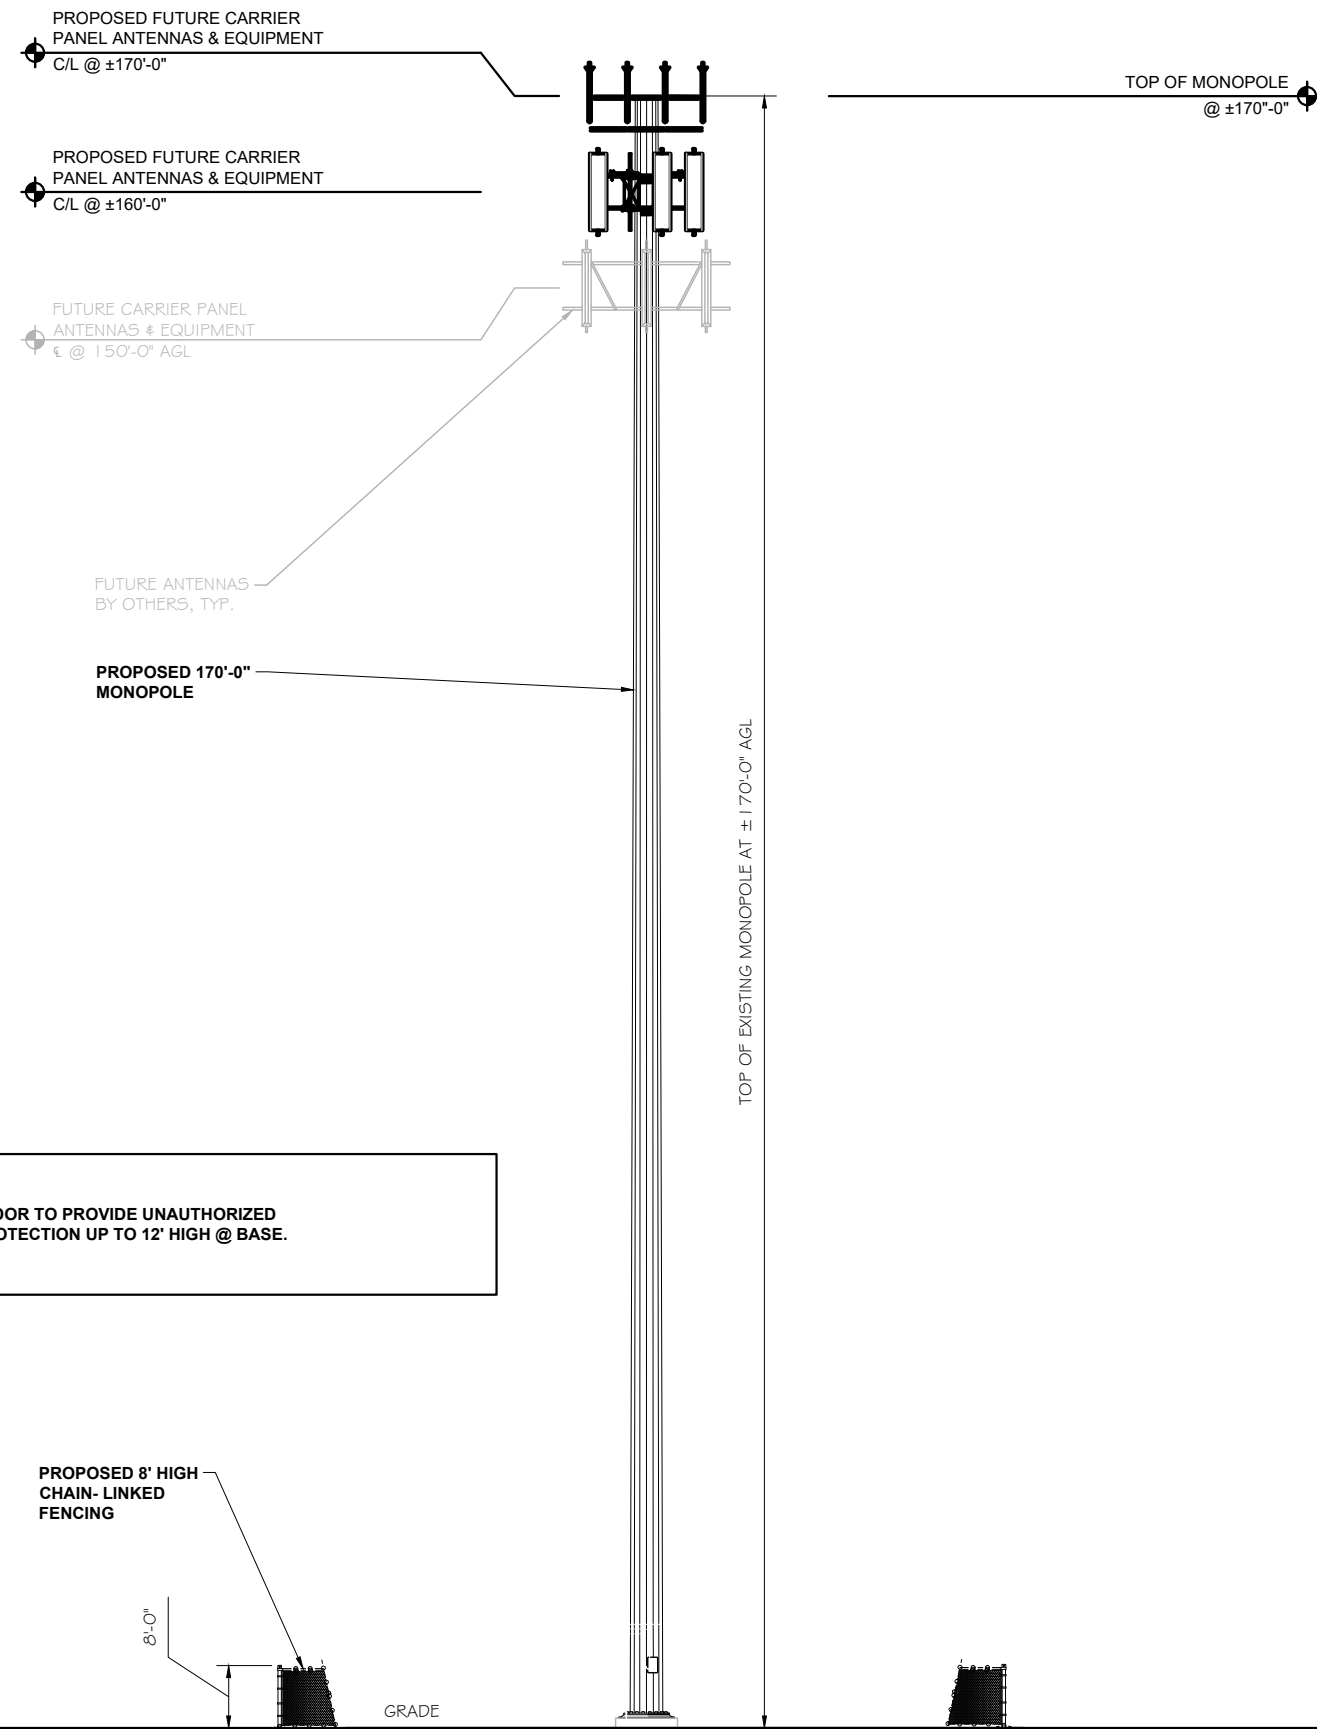 PROPOSED FUTURE CARRIER
PANEL ANTENNAS & EQUIPMENT
C/L @ ±170'-0"
TOP OF MONOPOLE
@ ±170"-0"
PROPOSED FUTURE CARRIER
PANEL ANTENNAS & EQUIPMENT
C/L @ ±160'-0"
FUTURE CARRIER PANEL
ANTENNAS & EQUIPMENT
℄ @ 150'-0" AGL
FUTURE ANTENNAS
BY OTHERS, TYP.
PROPOSED 170'-0"
MONOPOLE
TOP OF EXISTING MONOPOLE AT ±170'-0" AGL
TO PROVIDE UNAUTHORIZED
UP TO 12' HIGH @ BASE.
PROPOSED 8' HIGH
CHAIN- LINKED
FENCING
8'-0"
GRADE